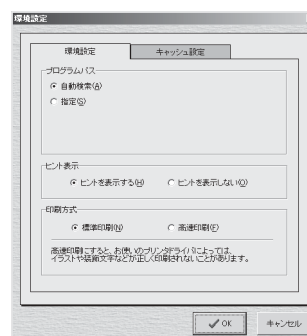 環境設定
環境設定 キャッシュ設定
プログラムパス
自動検索(A)
指定(S)
ヒント表示
ヒントを表示する(H) ヒントを表示しない(O)
印刷方式
標準印刷(N) 高速印刷(F)
高速印刷にすると、お使いのプリンタドライバによっては、
イラストや装飾文字などが正しく印刷されないことがあります。
OK キャンセル